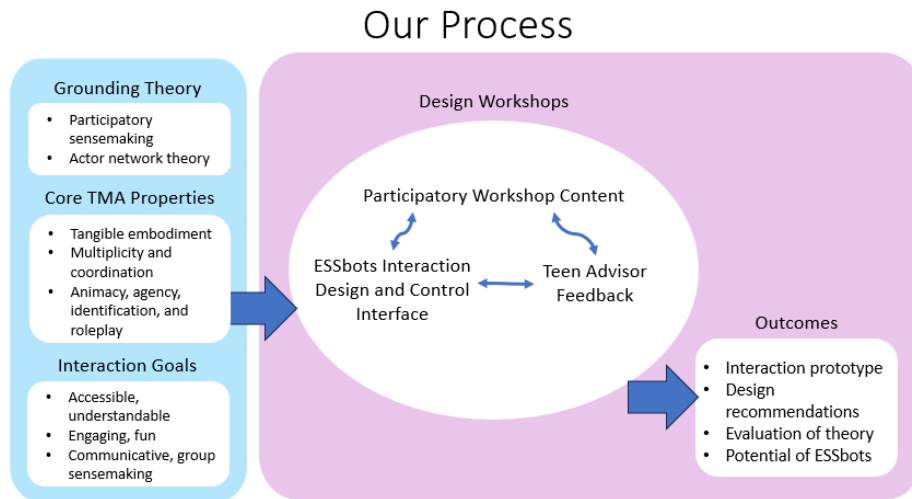 Our Process
Grounding Theory
• Participatory
sensemaking
• Actor network theory
Core TMA Properties
• Tangible embodiment
• Multiplicity and
coordination
• Animacy, agency,
identification, and
roleplay
Interaction Goals
• Accessible,
understandable
• Engaging, fun
• Communicative, group
sensemaking
Design Workshops
Participatory Workshop Content
ESSbots Interaction
Design and Control
Interface
Teen Advisor
Feedback
Outcomes
• Interaction prototype
• Design
recommendations
• Evaluation of theory
• Potential of ESSbots